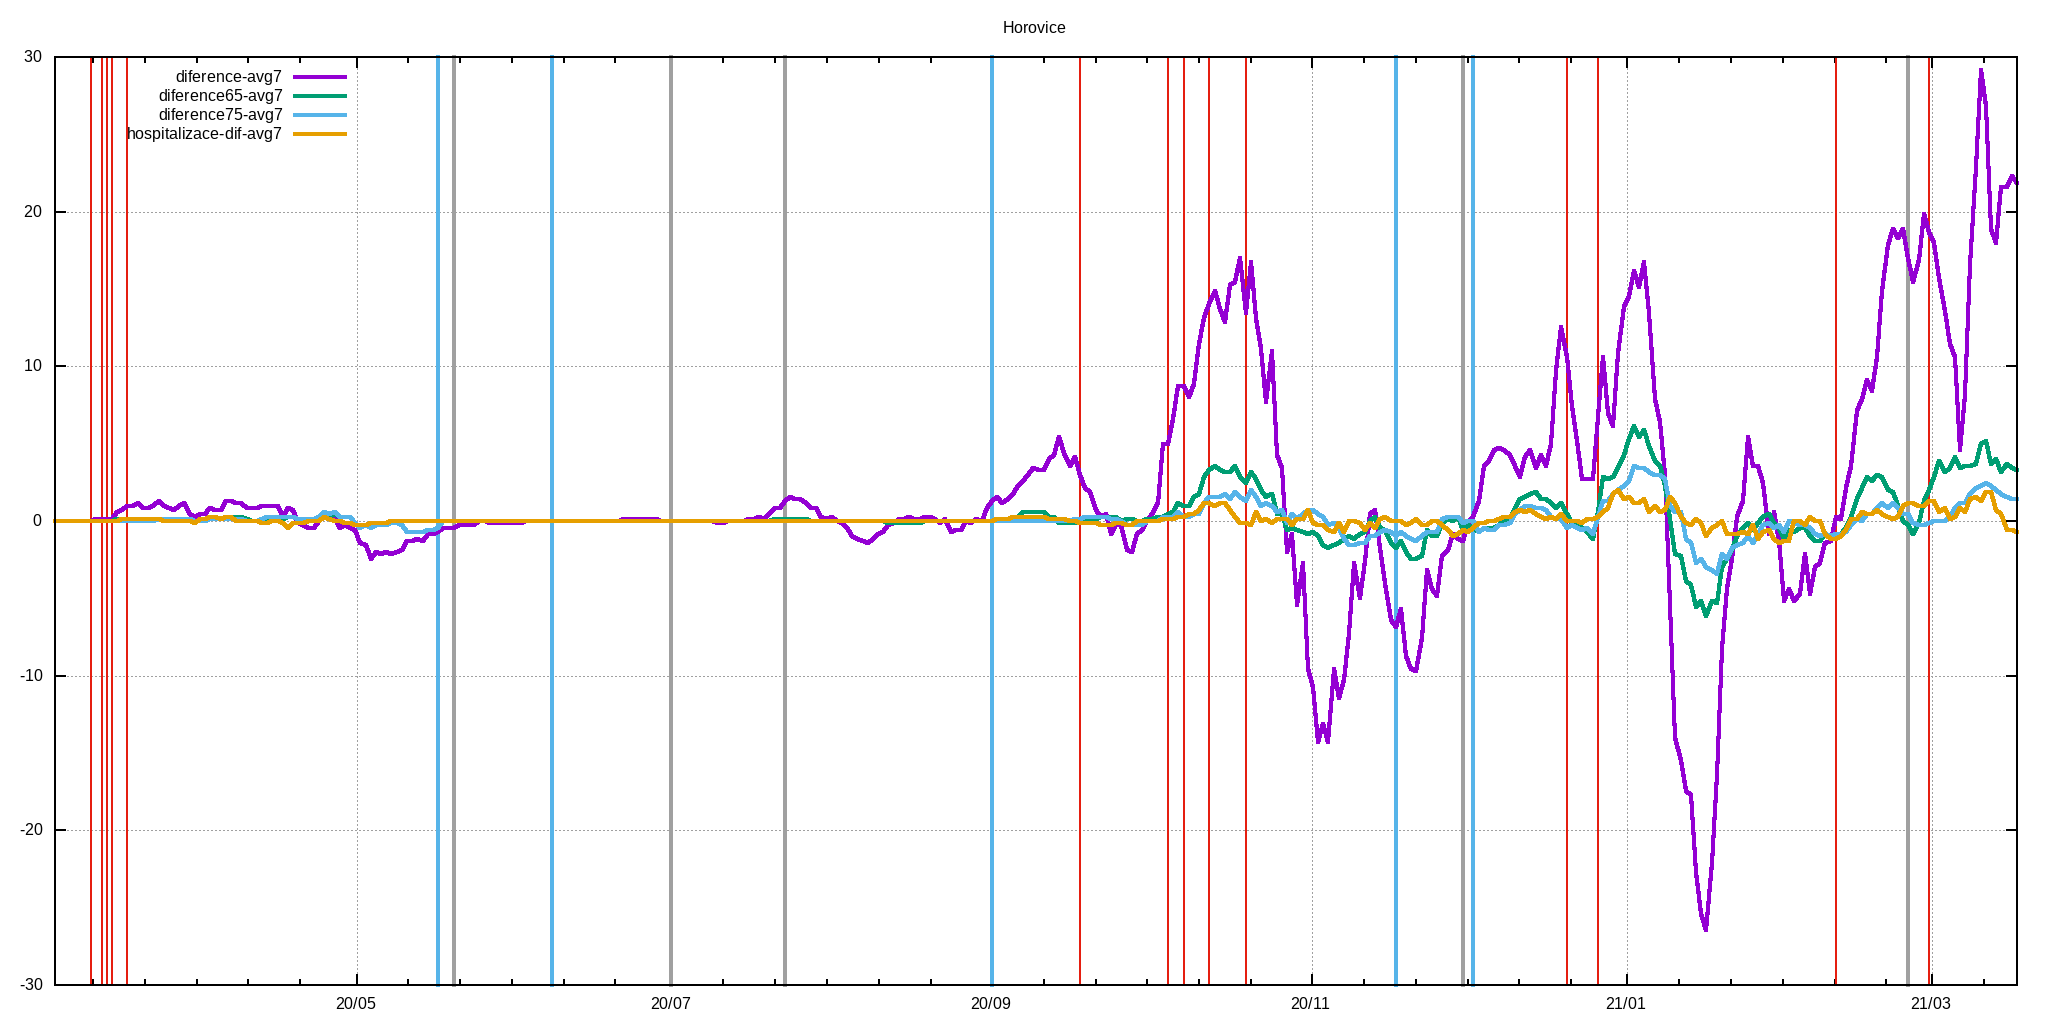 Horovice
30
diference-avg7
diference65-avg7
diference75-avg7
hospitalizace-dif-avg7
20
10
0
-10
-20
-30
20/05 20/07 20/09 20/11 21/01 21/03